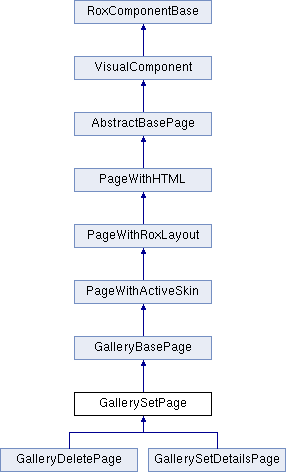 RoxComponentBase
VisualComponent
AbstractBasePage
PageWithHTML
PageWithRoxLayout
PageWithActiveSkin
GalleryBasePage
GallerySetPage
GalleryDeletePage
GallerySetDetailsPage